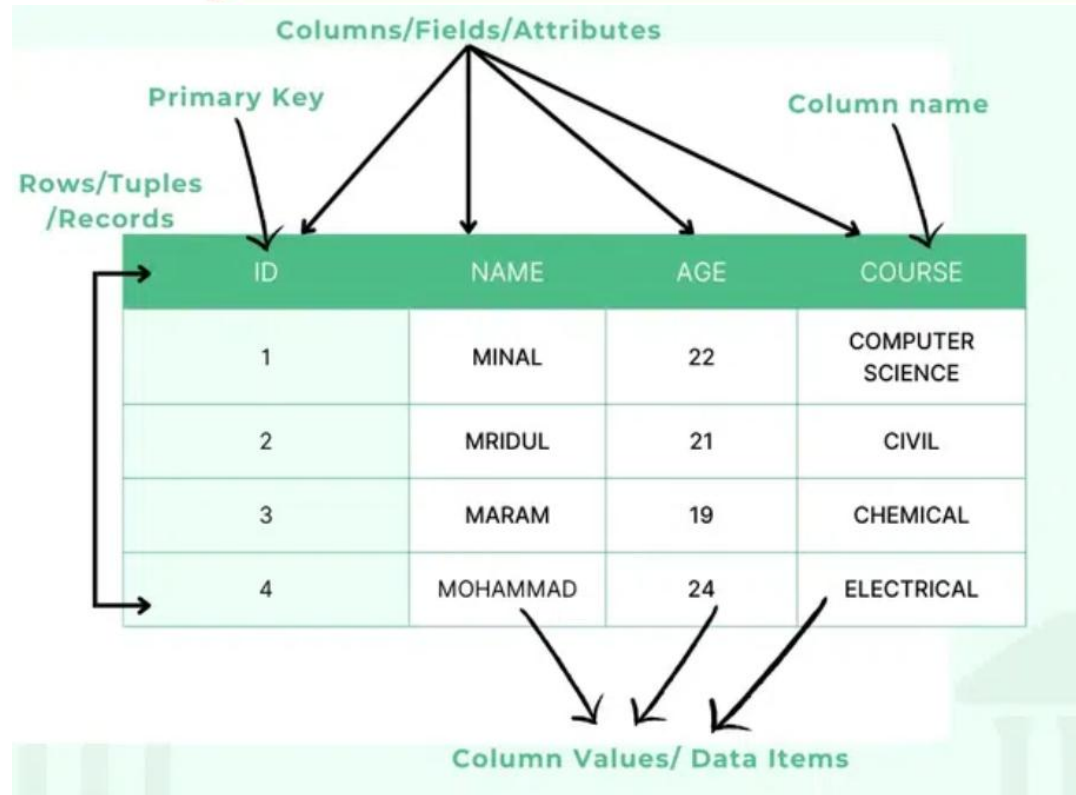 Columns/Fields/Attributes
Primary Key
Column name
Rows/Tuples
/Records
ID NAME AGE COURSE
1 MINAL 22 COMPUTER
SCIENCE
2 MRIDUL 21 CIVIL
3 MARAM 19 CHEMICAL
4 MOHAMMAD 24 ELECTRICAL
Column Values/ Data Items